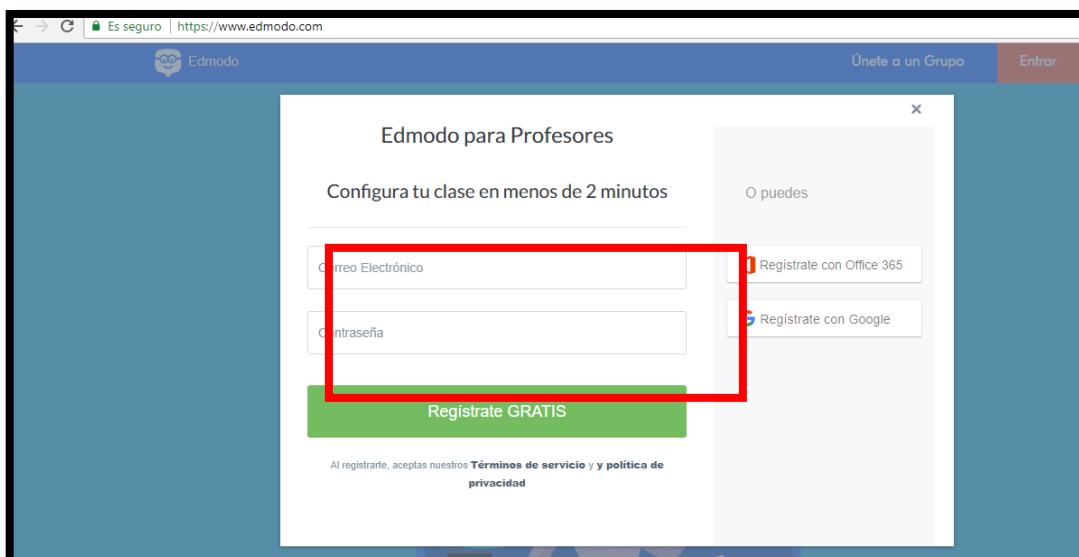 Es seguro | https://www.edmodo.com
Edmodo
Únete a un Grupo
Entrar
Edmodo para Profesores
Configura tu clase en menos de 2 minutos
Correo Electrónico
Contraseña
Regístrate GRATIS
Al registrarte, aceptas nuestros Términos de servicio y y política de
privacidad
O puedes
Regístrate con Office 365
Regístrate con Google